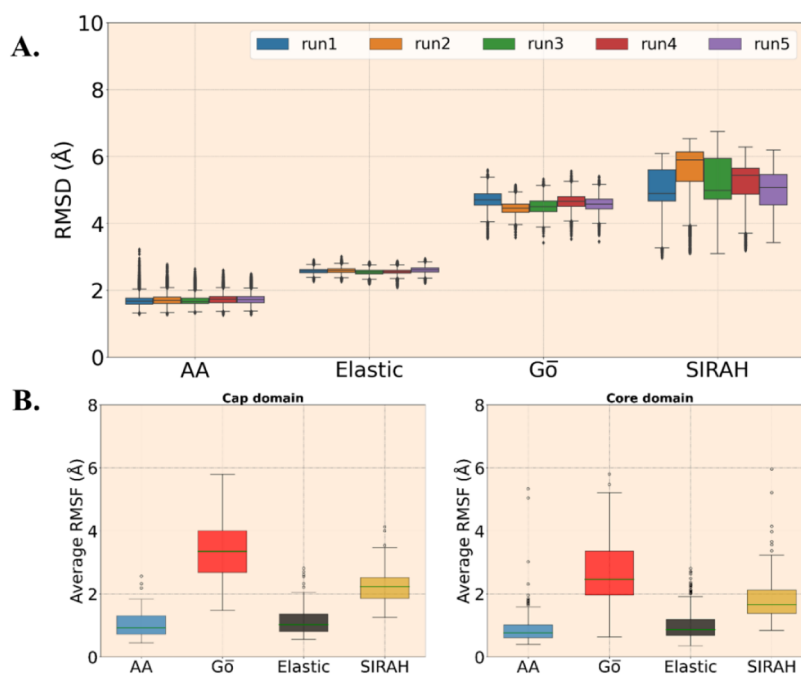 A.
run1 run2 run3 run4 run5
RMSD (Å)
10
8
6
4
2
0
AA Elastic Gō SIRAH
B.
Cap domain
Average RMSF (Å)
8
6
4
2
0
AA Gō Elastic SIRAH
Core domain
Average RMSF (Å)
8
6
4
2
0
AA Gō Elastic SIRAH